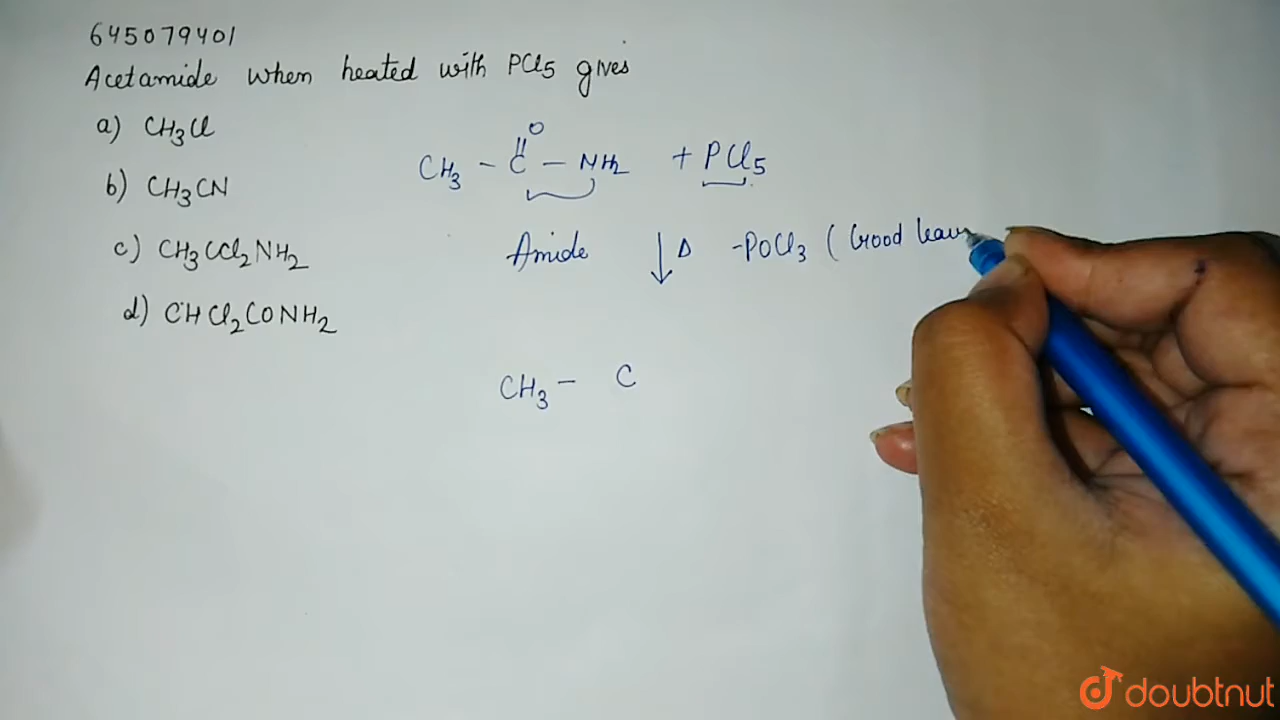 645079401
Acetamide when heated with PCl5 gives
a) CH3Cl
b) CH3CN
c) CH3CCl2NH2
d) CHCl2CONH2
O
CH3 - C - NH2 + PCl5
Amide ↓ Δ -POCl3 ( Good leav
CH3 - C
doubtnut